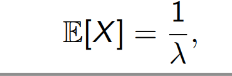 𝔼[X] = 1/λ,